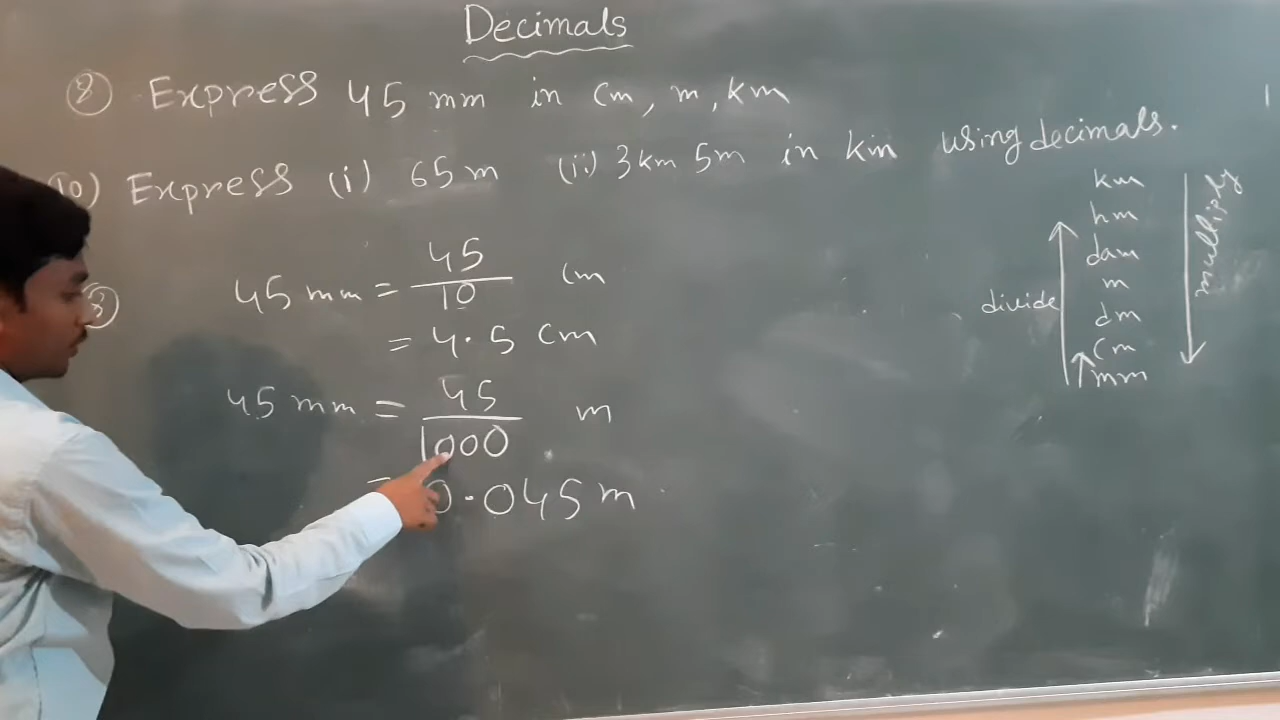 Decimals
⑧ Express 45 mm in cm, m, km
10) Express (i) 65 m (ii) 3 km 5 m in km using decimals.
8
45 mm = 45/10 cm
= 4.5 cm
45 mm = 45/1000 m
= 0.045 m
km
hm
dam
m
dm
cm
mm
divide
multiply